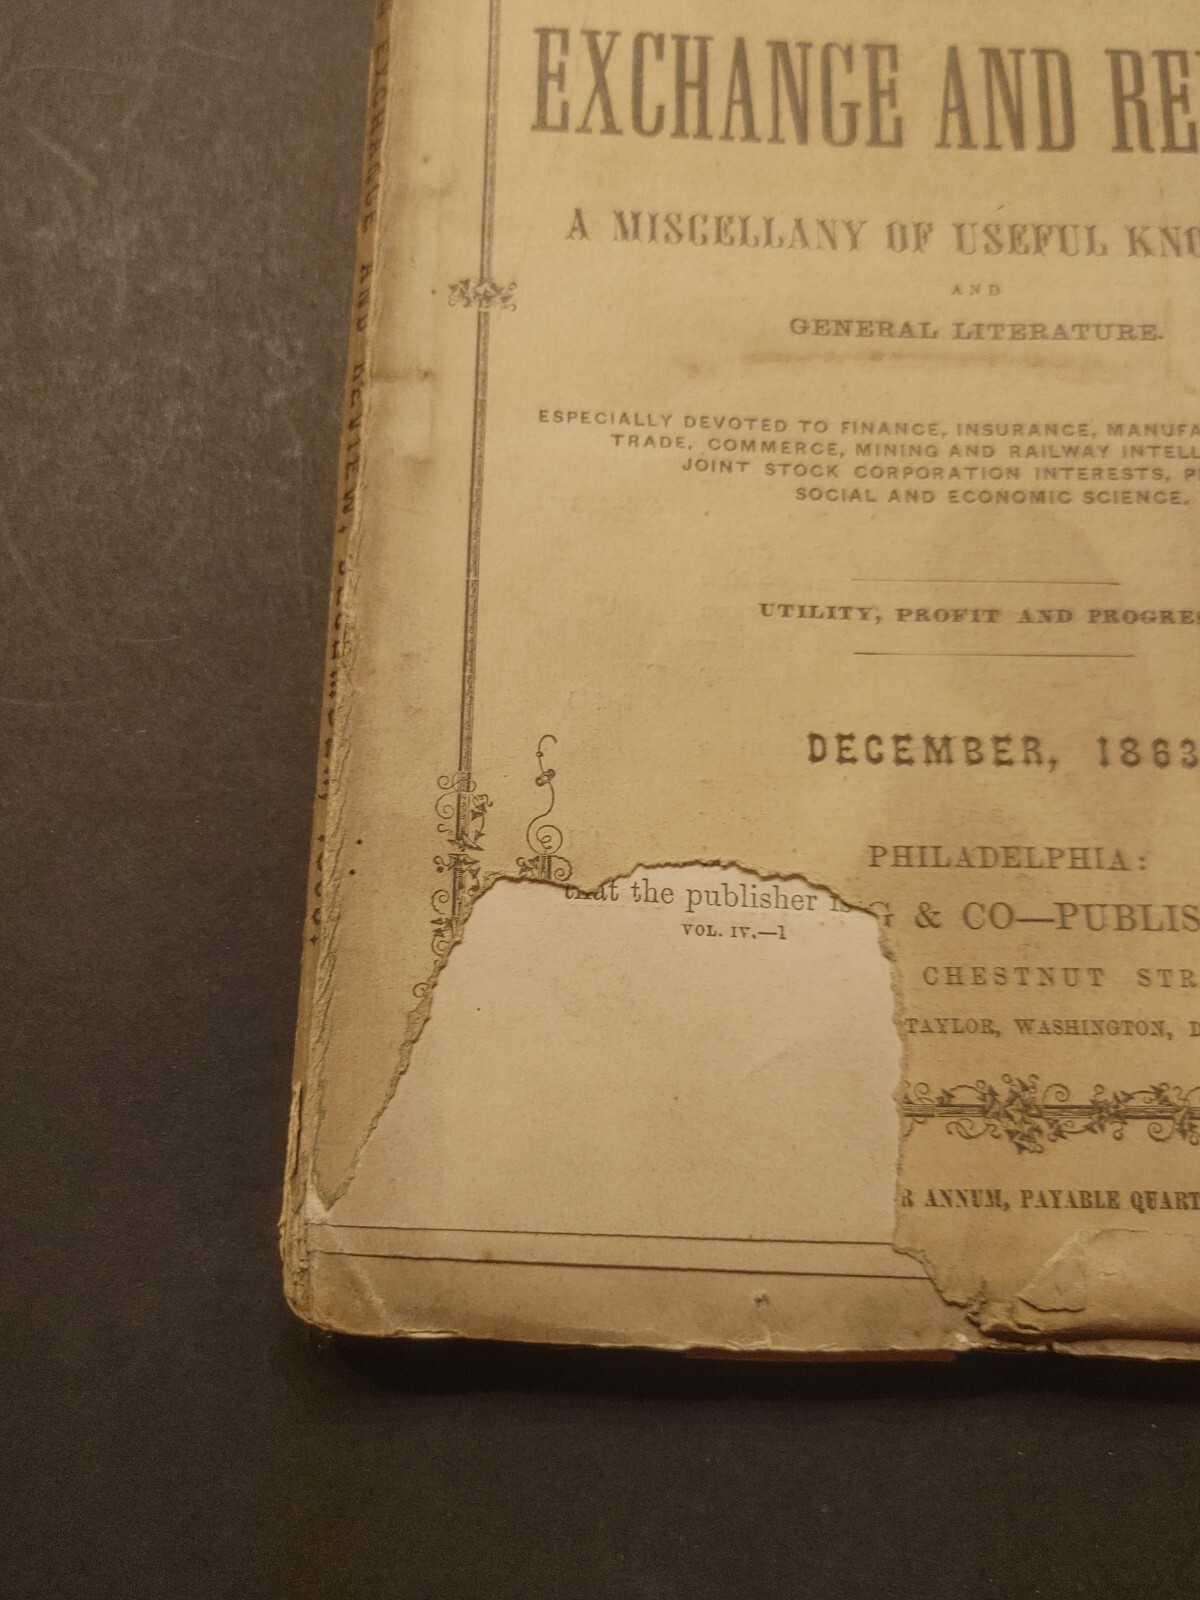 EXCHANGE AND RE
A MISCELLANY OF USEFUL KNO
AND
GENERAL LITERATURE.
ESPECIALLY DEVOTED TO FINANCE, INSURANCE, MANUFA
TRADE, COMMERCE, MINING AND RAILWAY INTELL
JOINT STOCK CORPORATION INTERESTS, P
SOCIAL AND ECONOMIC SCIENCE.
UTILITY, PROFIT AND PROGRES
DECEMBER, 1863
PHILADELPHIA:
G & CO—PUBLIS
CHESTNUT STR
TAYLOR, WASHINGTON, D
R ANNUM, PAYABLE QUART
that the publisher is
VOL. IV.—1
EXCHANGE AND REVIEW, DECEMBER,